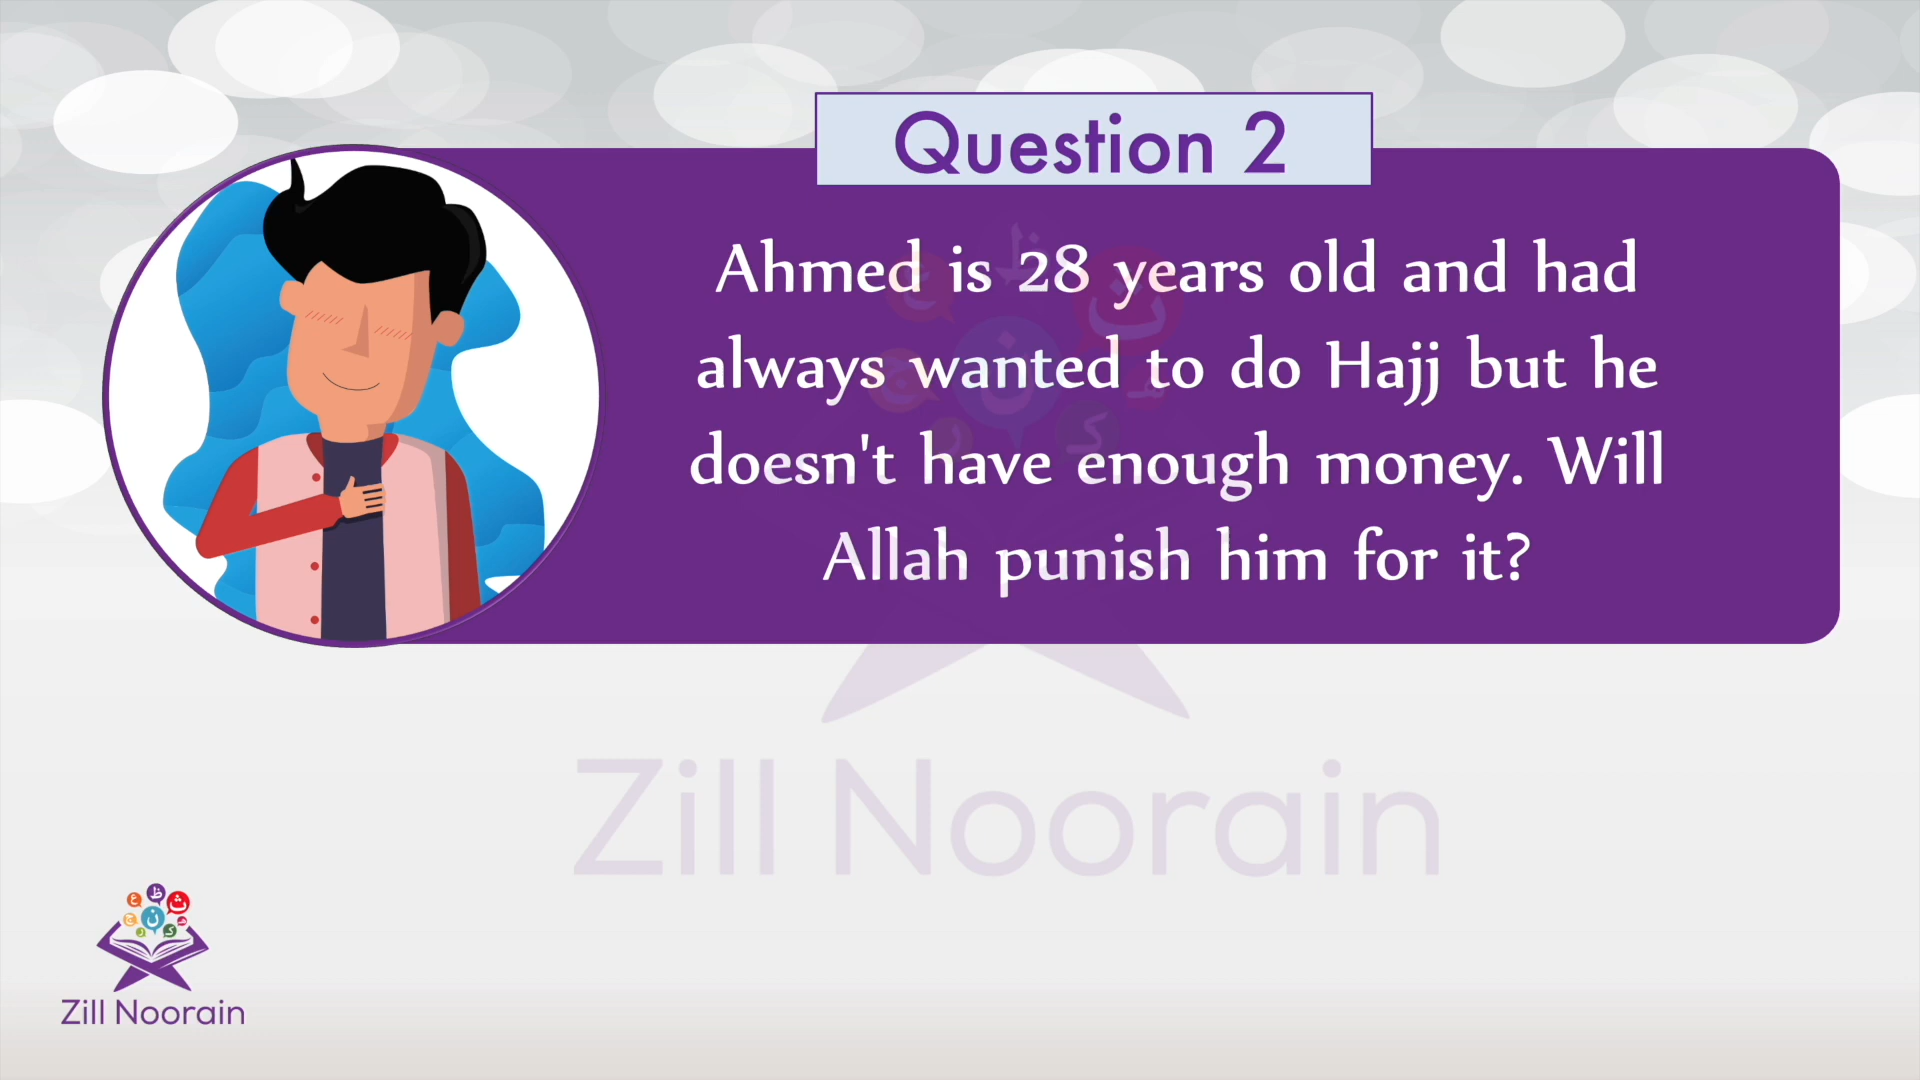 Question 2
Ahmed is 28 years old and had
always wanted to do Hajj but he
doesn't have enough money. Will
Allah punish him for it?
Zill Noorain
ع ظ ث
ج ن ھ
ر ک
Zill Noorain